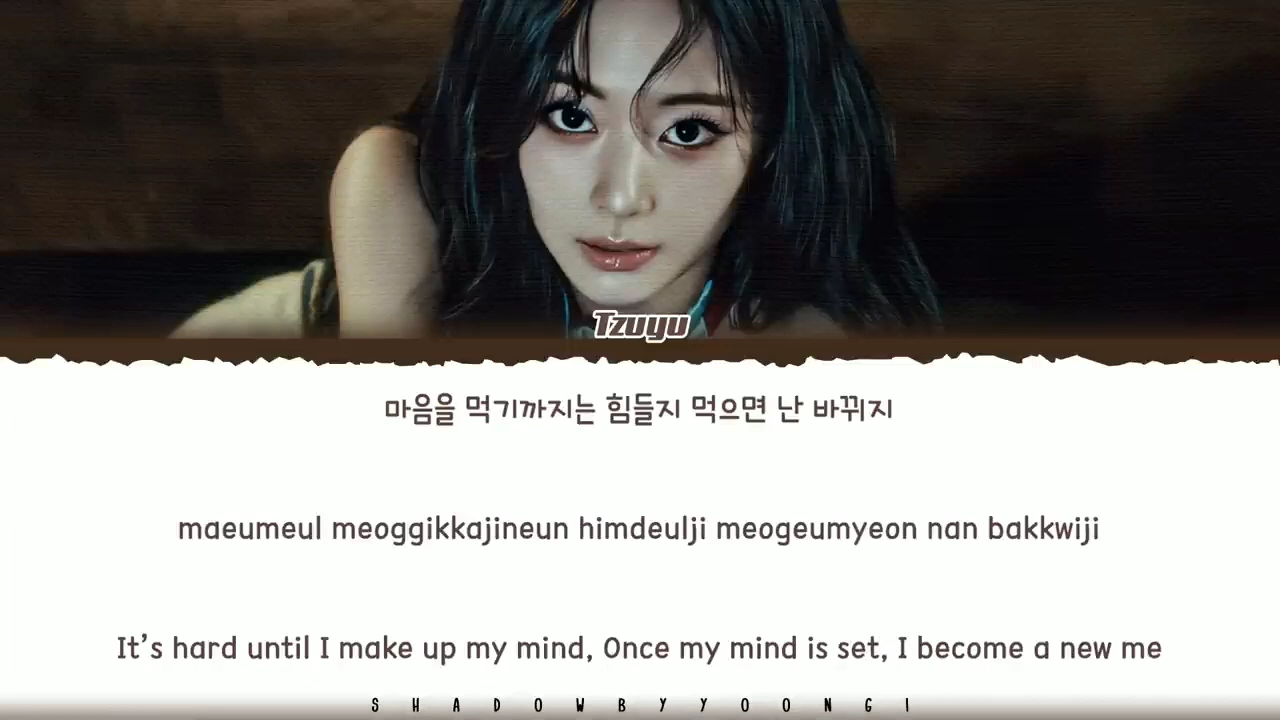 Tzuyu
마음을 먹기까지는 힘들지 먹으면 난 바뀌지
maeumeul meoggikkajineun himdeulji meogeumyeon nan bakkwiji
It's hard until I make up my mind, Once my mind is set, I become a new me
SHADOWBYYOONGI